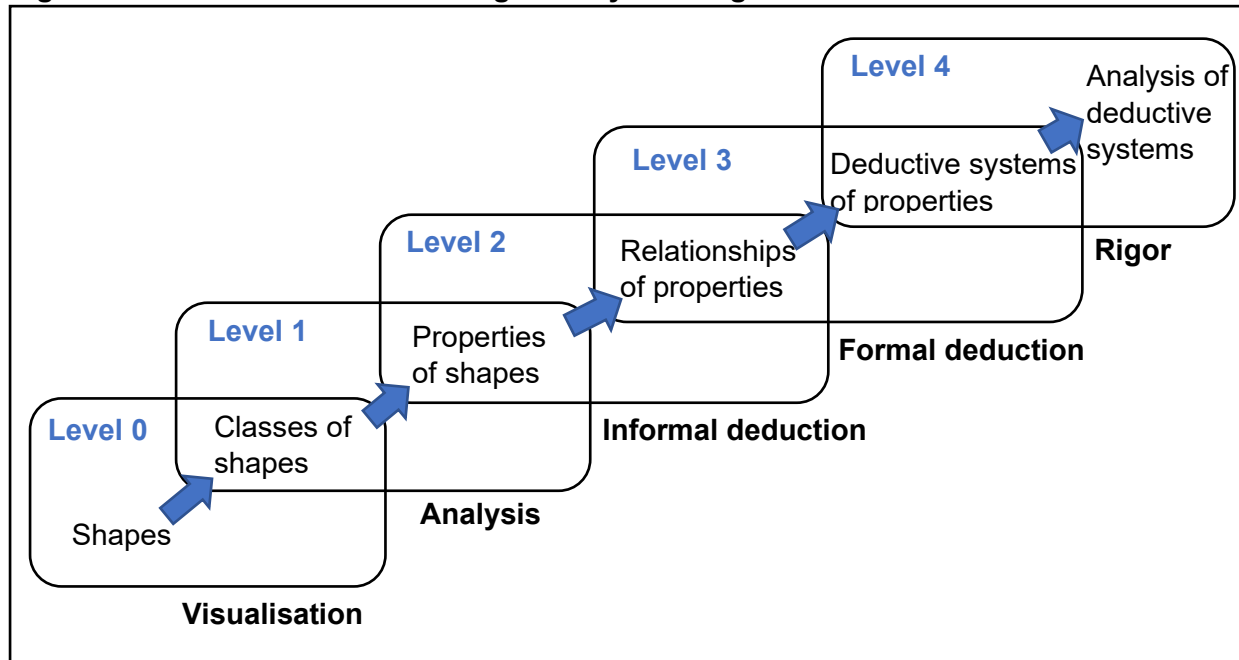 Level 4
Analysis of
deductive
systems
Level 3
Deductive systems
of properties
Rigor
Level 2
Relationships
of properties
Formal deduction
Level 1
Properties
of shapes
Informal deduction
Level 0
Classes of
shapes
Analysis
Shapes
Visualisation